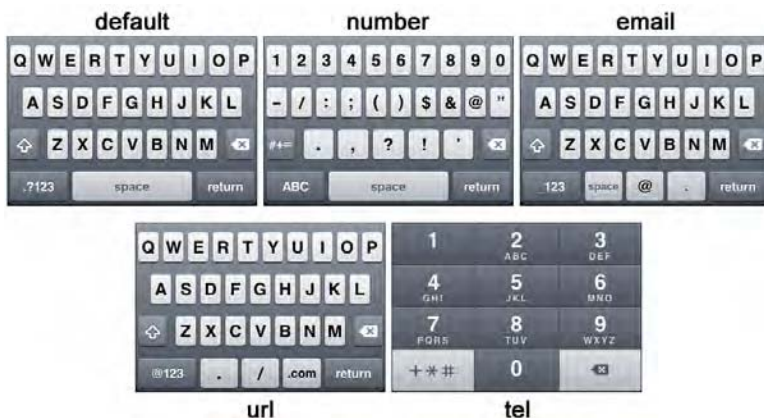 default number email
Q W E R T Y U I O P 1 2 3 4 5 6 7 8 9 0 Q W E R T Y U I O P
A S D F G H J K L - / : ; ( ) $ & @ " A S D F G H J K L
Z X C V B N M #+= . , ? ! ' Z X C V B N M
.?123 space return ABC space return 123 space @ . return
Q W E R T Y U I O P 1 2 ABC 3 DEF
A S D F G H J K L 4 GHI 5 JKL 6 MNO
Z X C V B N M 7 PQRS 8 TUV 9 WXYZ
@123 . / .com return +*# 0
url tel